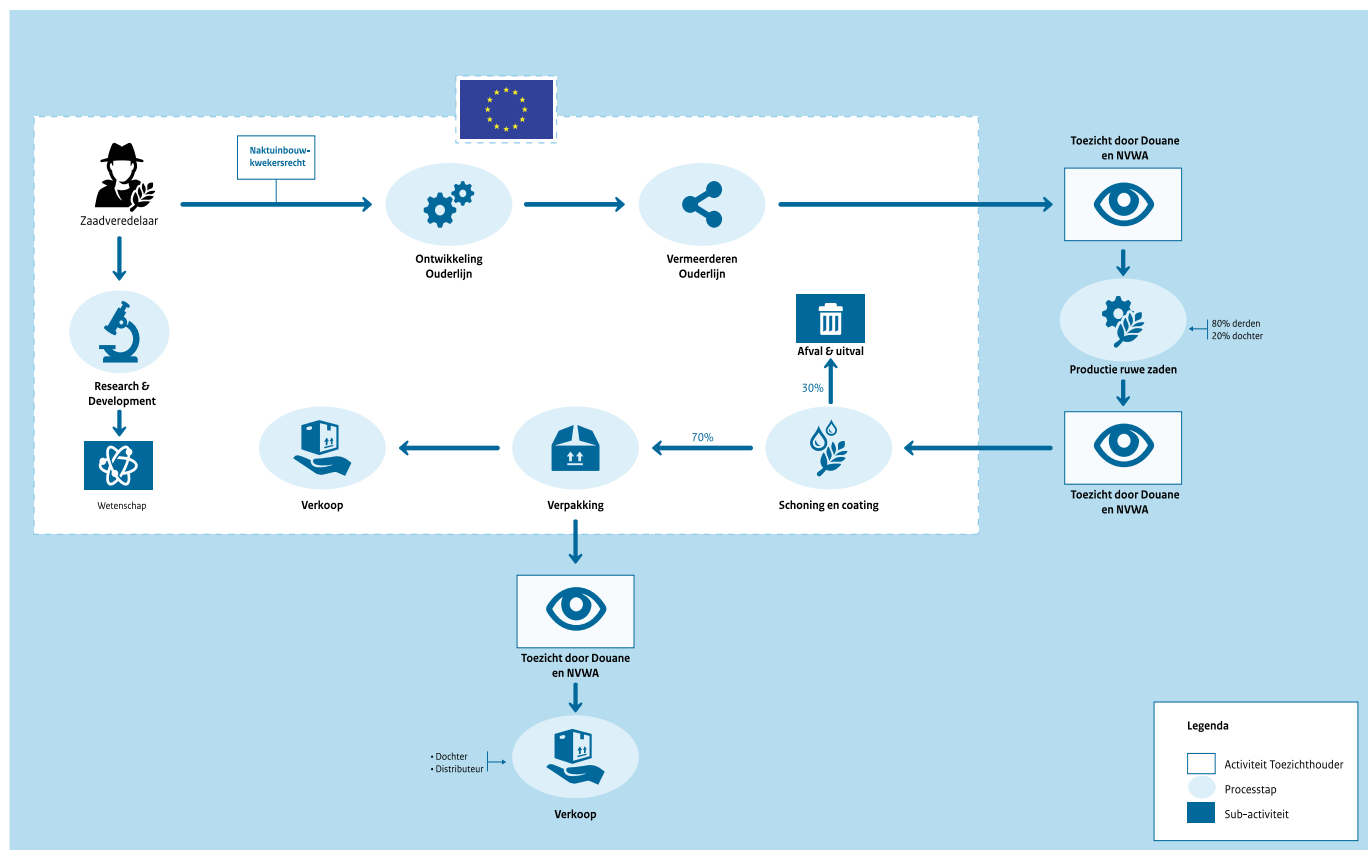 Naktuinbouw-
kwekersrecht
Zaadveredelaar
Ontwikkeling
Ouderlijn
Vermeerderen
Ouderlijn
Toezicht door Douane
en NVWA
80% derden
20% dochter
Productie ruwe zaden
Toezicht door Douane
en NVWA
Research &
Development
Wetenschap
Afval & uitval
30%
70%
Schoning en coating
Verpakking
Verkoop
Toezicht door Douane
en NVWA
• Dochter
• Distributeur
Verkoop
Legenda
Activiteit Toezichthouder
Processtap
Sub-activiteit